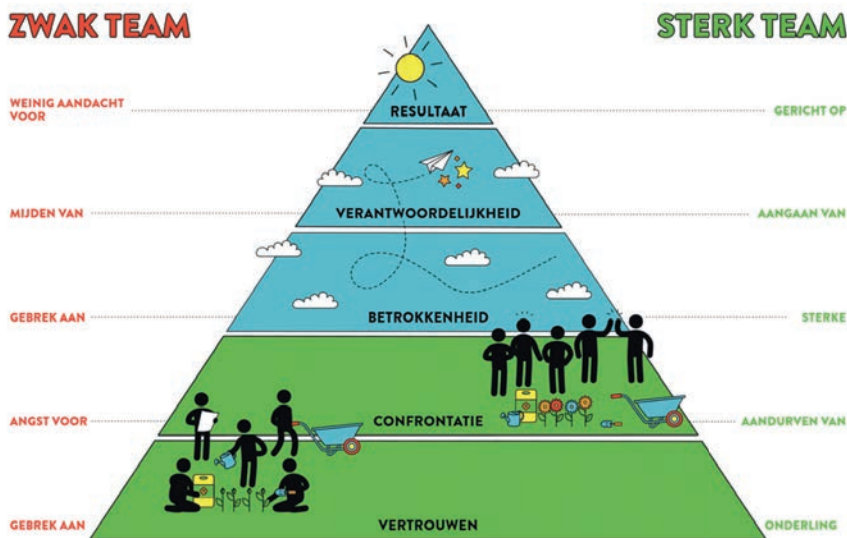 ZWAK TEAM
STERK TEAM
WEINIG AANDACHT
VOOR
RESULTAAT
GERICHT OP
MIJDEN VAN
VERANTWOORDELIJKHEID
AANGAAN VAN
GEBREK AAN
BETROKKENHEID
STERKE
ANGST VOOR
CONFRONTATIE
AANDURVEN VAN
GEBREK AAN
VERTROUWEN
ONDERLING